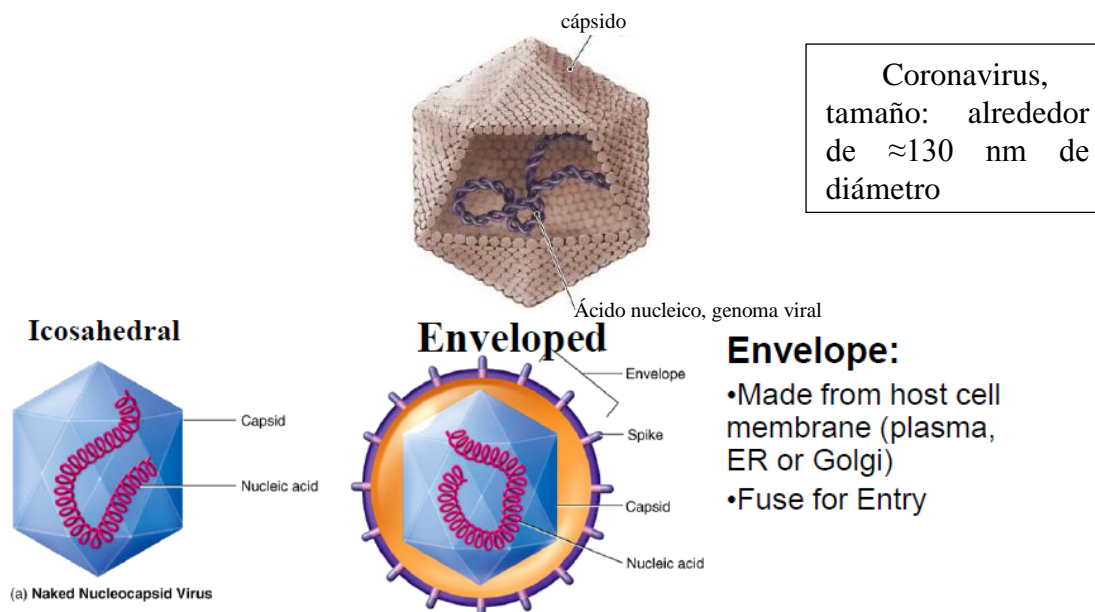 cápsido
Coronavirus,
tamaño: alrededor
de ≈130 nm de
diámetro
Ácido nucleico, genoma viral
Icosahedral
Capsid
Nucleic acid
(a) Naked Nucleocapsid Virus
Enveloped
Envelope
Spike
Capsid
Nucleic acid
Envelope:
•Made from host cell
membrane (plasma,
ER or Golgi)
•Fuse for Entry